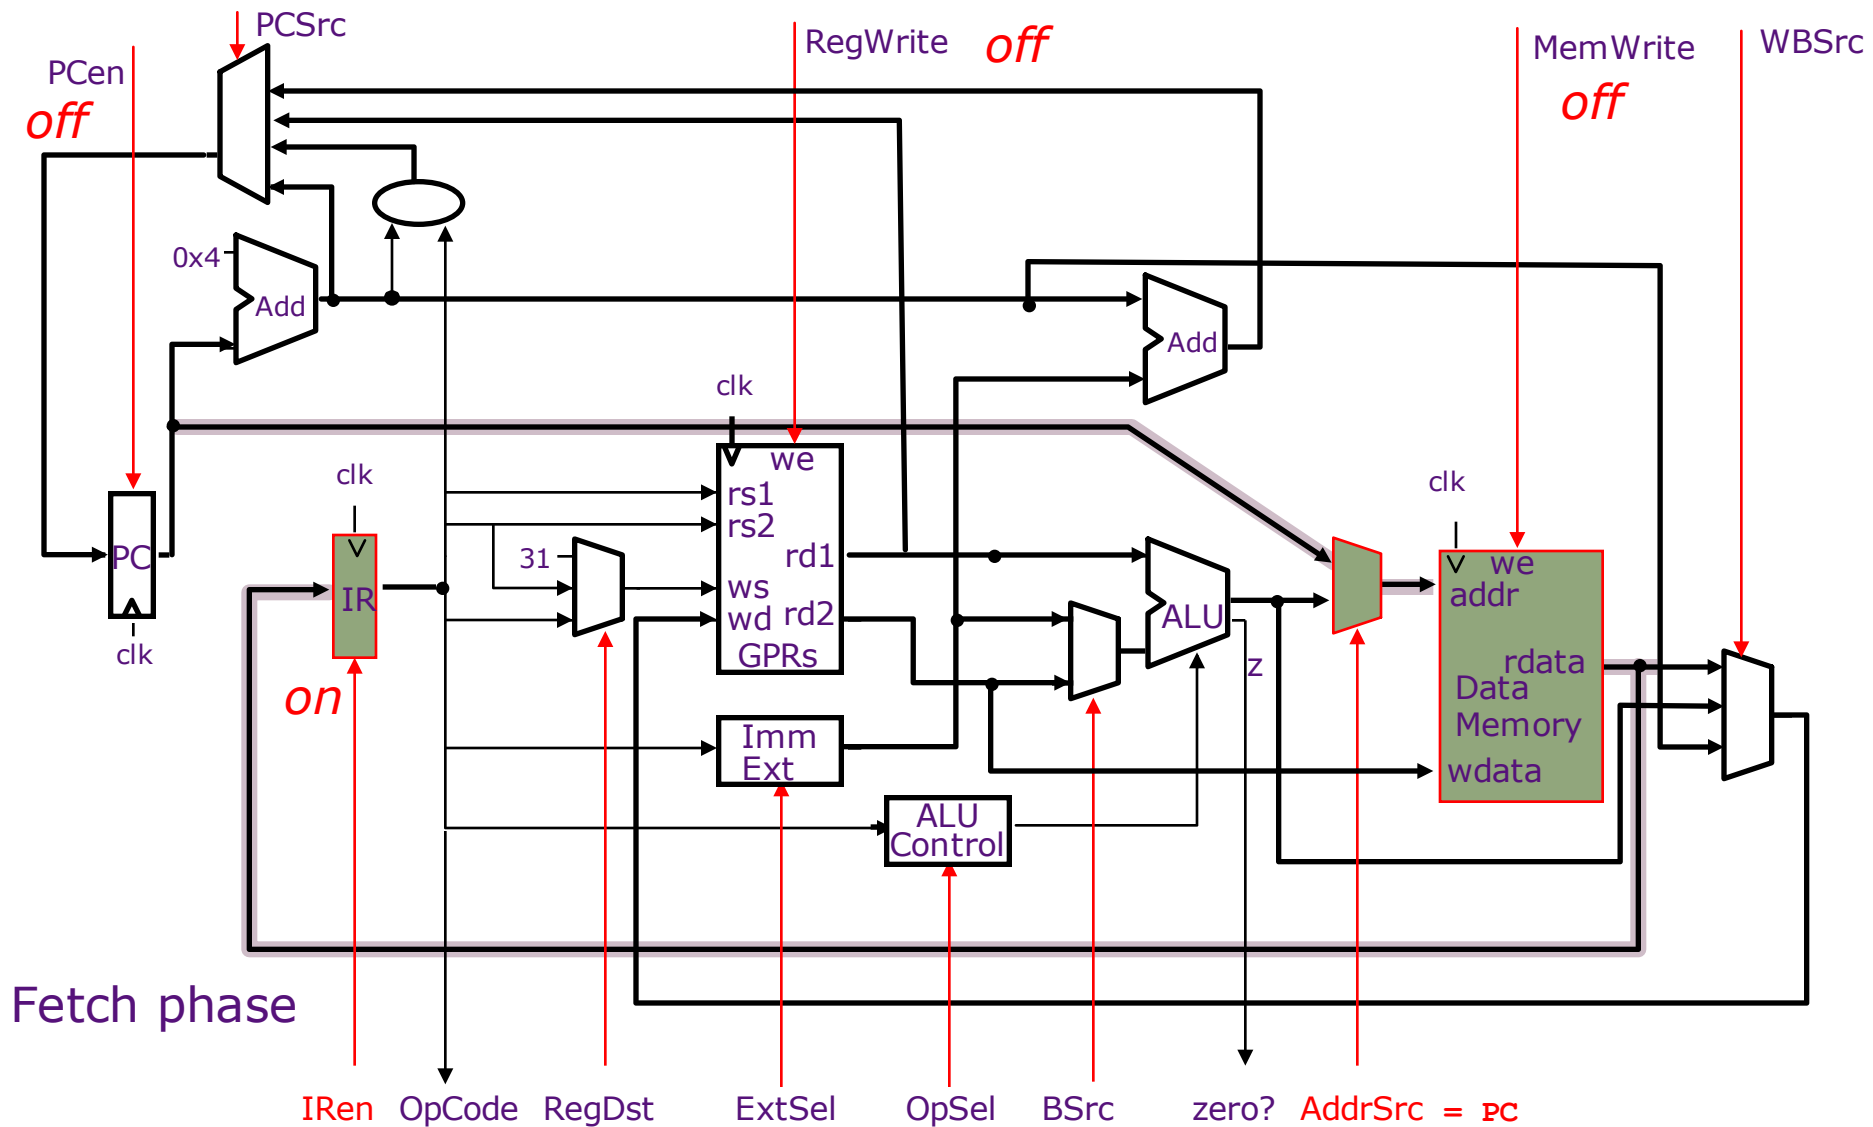 PCSrc
RegWrite
off
MemWrite
off
WBSrc
PCen
off
0x4
Add
Add
clk
we
rs1
rs2
rd1
ws
wd
rd2
GPRs
clk
IR
on
PC
clk
31
ALU
z
clk
we
addr
rdata
Data
Memory
wdata
Imm
Ext
ALU
Control
Fetch phase
IRen
OpCode
RegDst
ExtSel
OpSel
BSrc
zero?
AddrSrc = PC